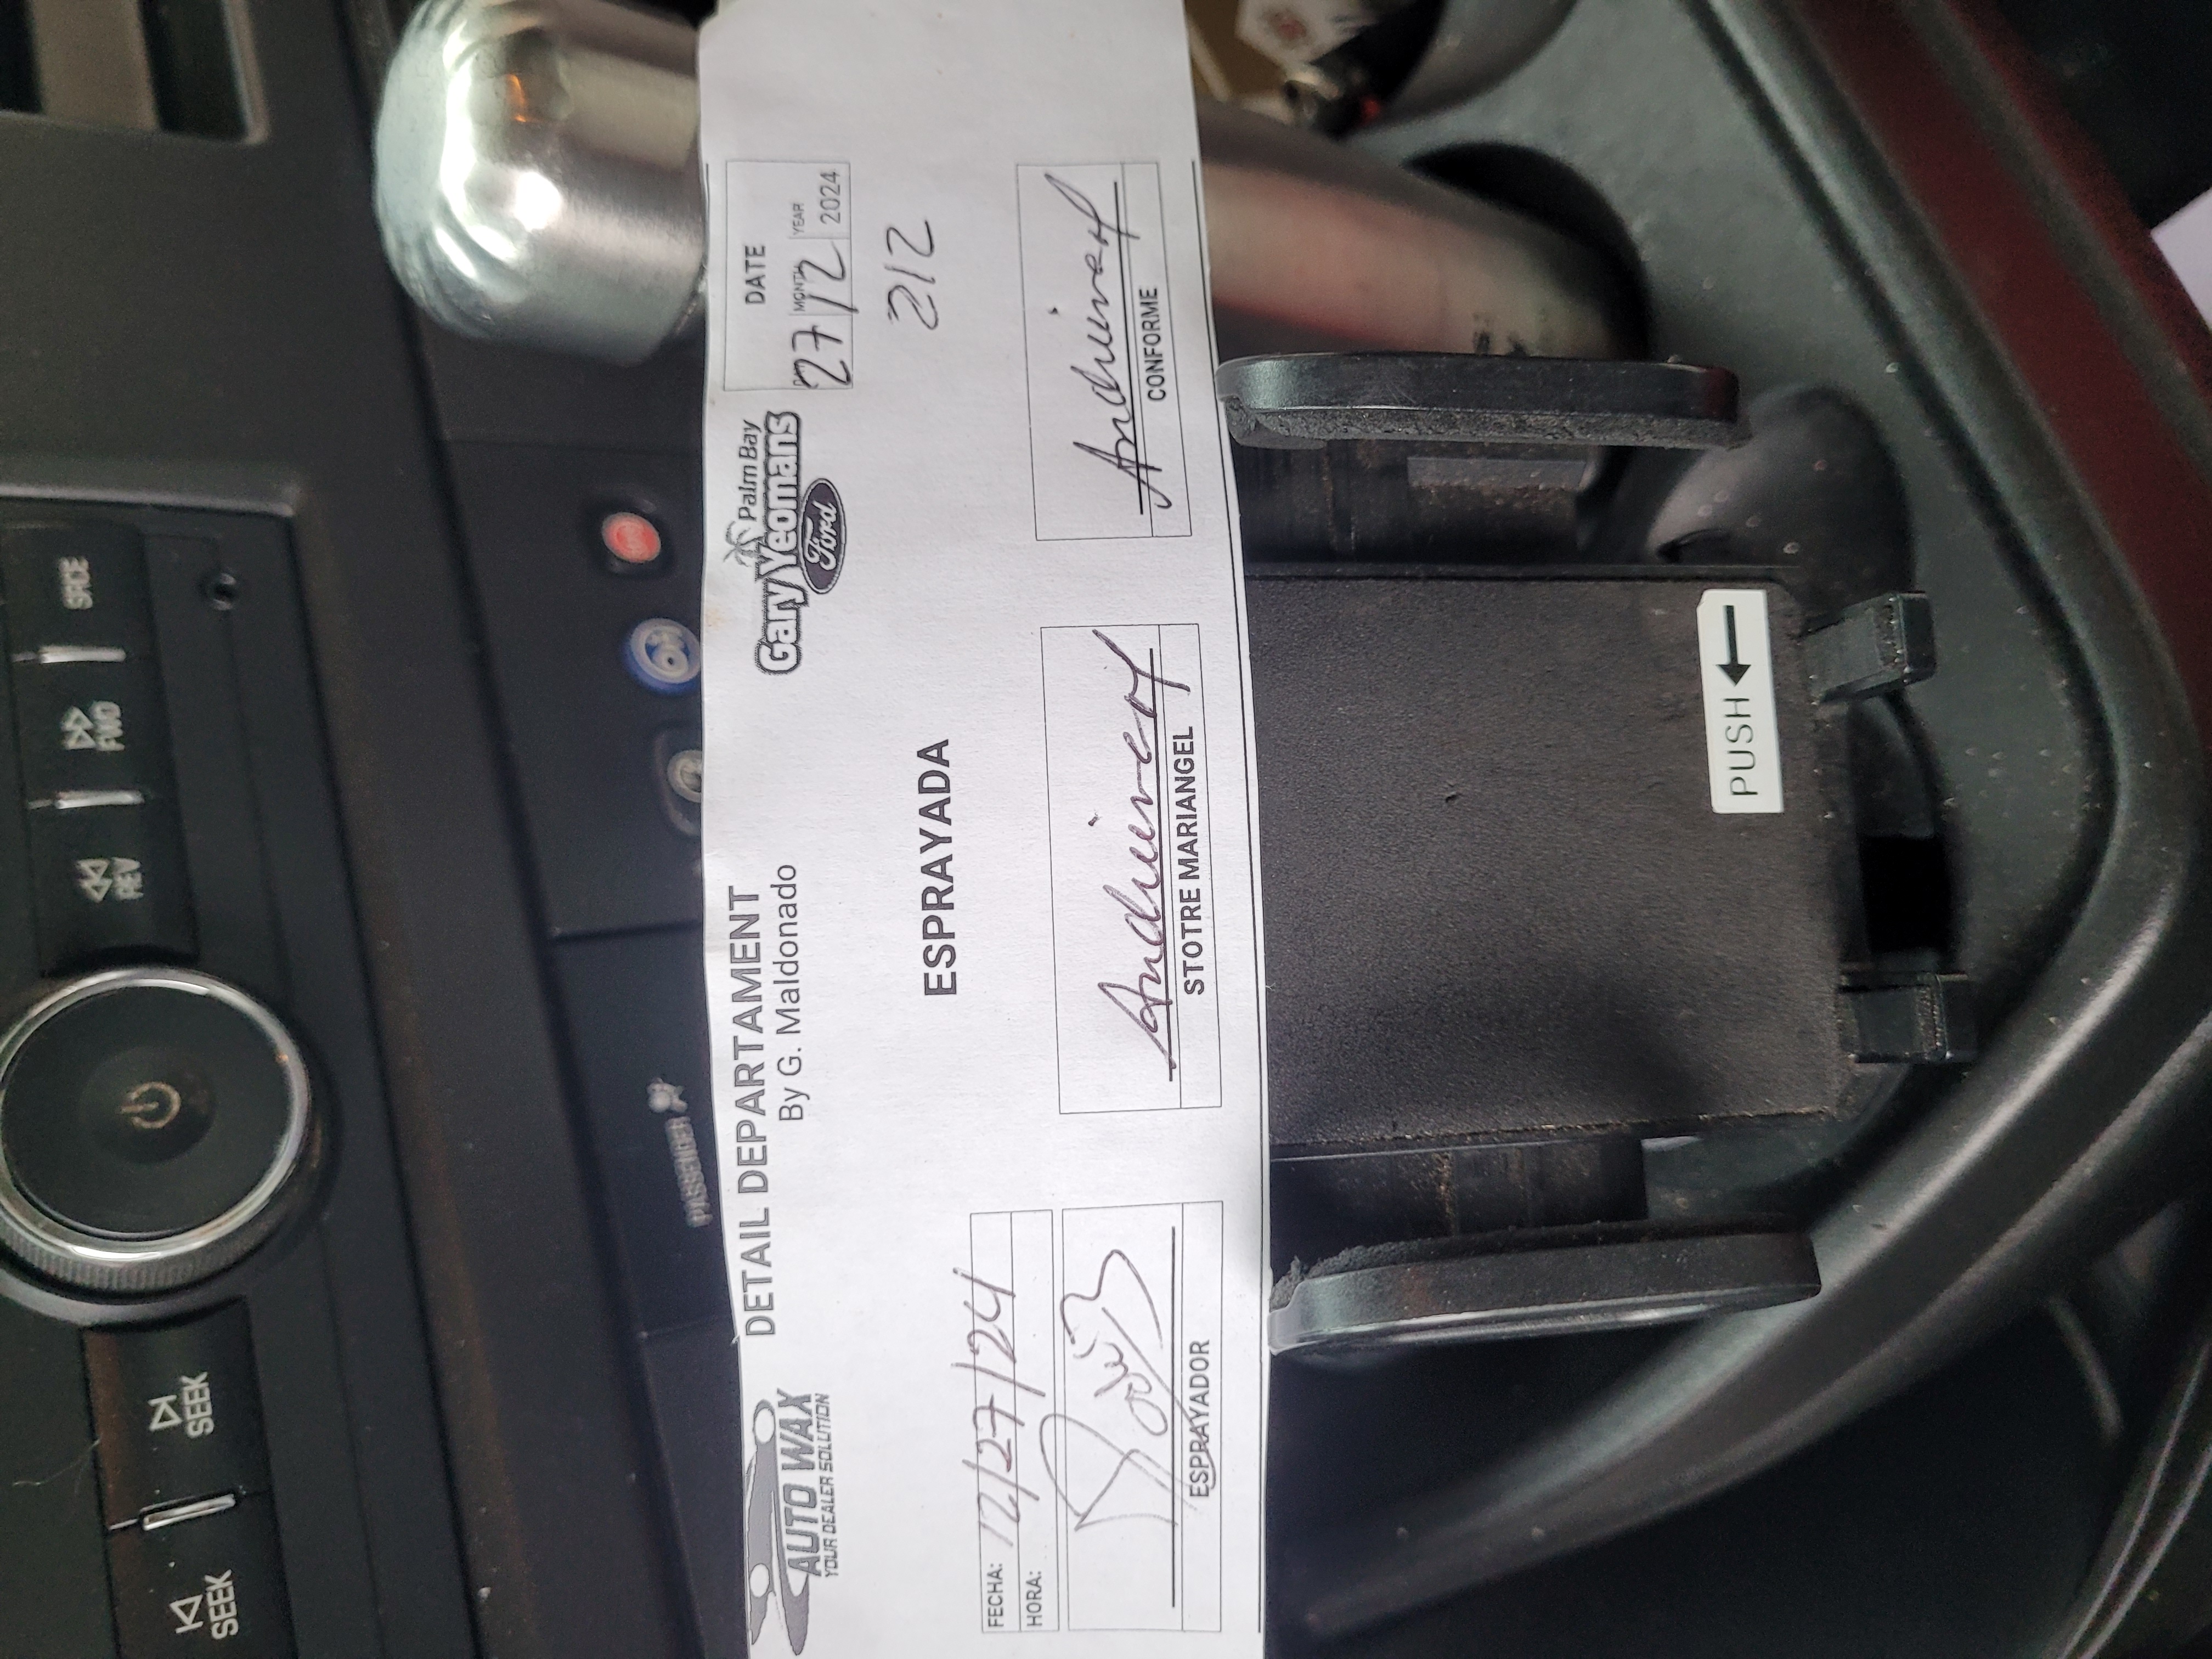 AUTO WAX
YOUR DEALER SOLUTION
DETAIL DEPARTAMENT
By G. Maldonado
Palm Bay
Gary Yeomans
Ford
DATE
DAY MONTH YEAR
27 12 2024
ESPRAYADA
212
FECHA: 12/27/24
HORA:
ESPRAYADOR
STOTRE MARIANGEL
CONFORME
SEEK
SEEK
REV
FWD
SRCE
PASSENGER
PUSH